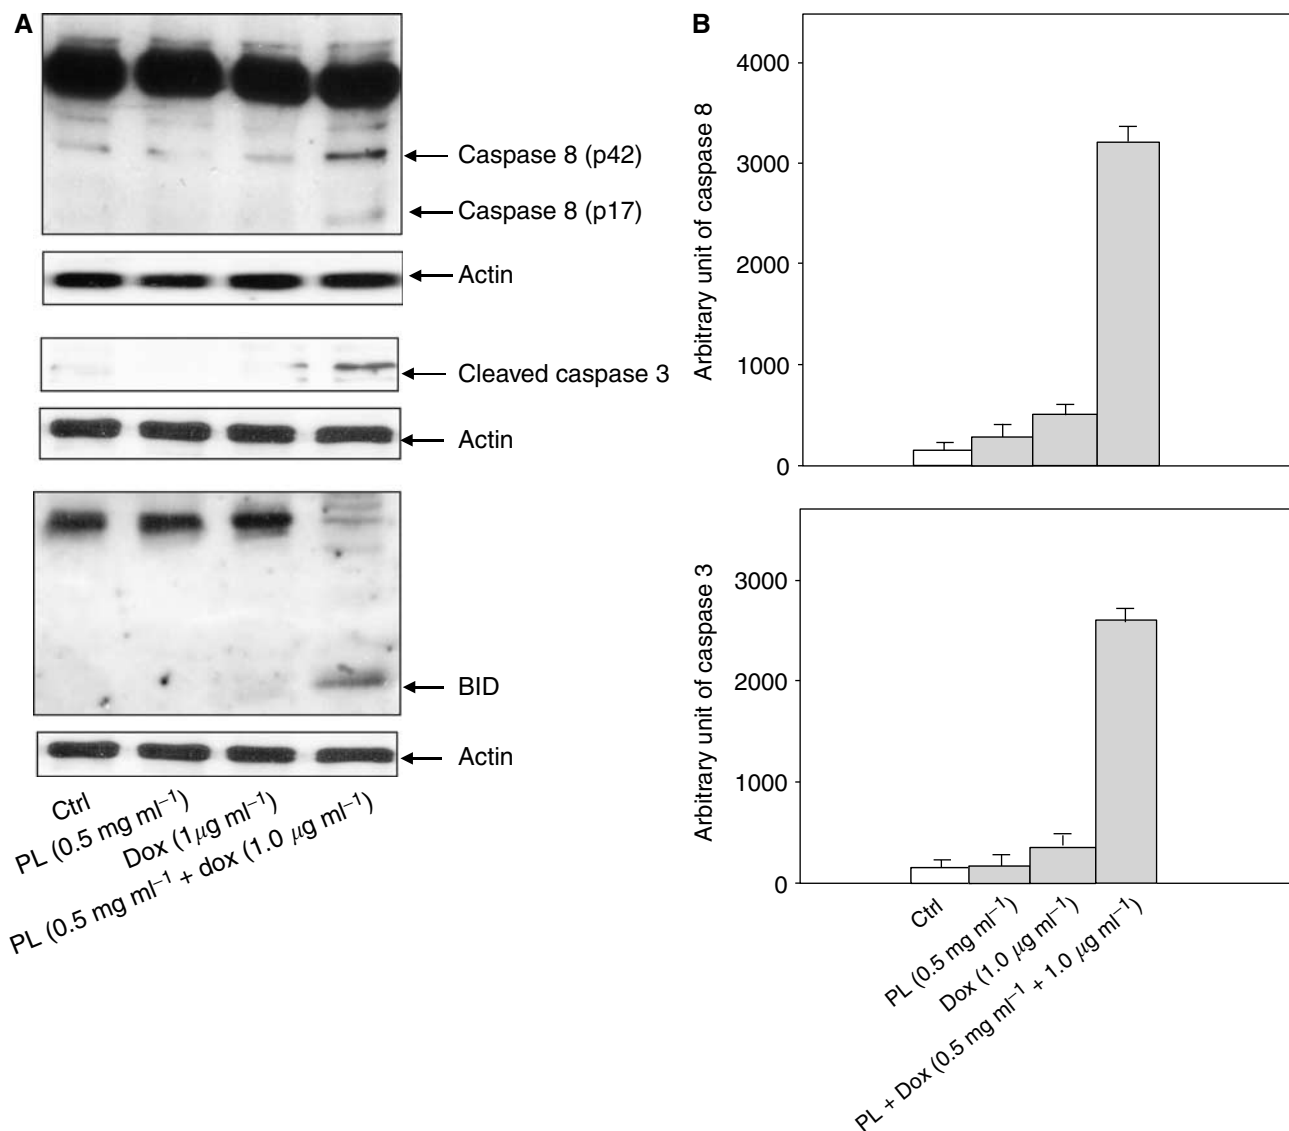 A
Caspase 8 (p42)
Caspase 8 (p17)
Actin
Cleaved caspase 3
Actin
BID
Actin
Ctrl
PL (0.5 mg ml⁻¹)
Dox (1μg ml⁻¹)
PL (0.5 mg ml⁻¹ + dox (1.0 μg ml⁻¹)
B
Arbitrary unit of caspase 8
4000
3000
2000
1000
0
Arbitrary unit of caspase 3
3000
2000
1000
0
Ctrl
PL (0.5 mg ml⁻¹)
Dox (1.0 μg ml⁻¹)
PL + Dox (0.5 mg ml⁻¹ + 1.0 μg ml⁻¹)